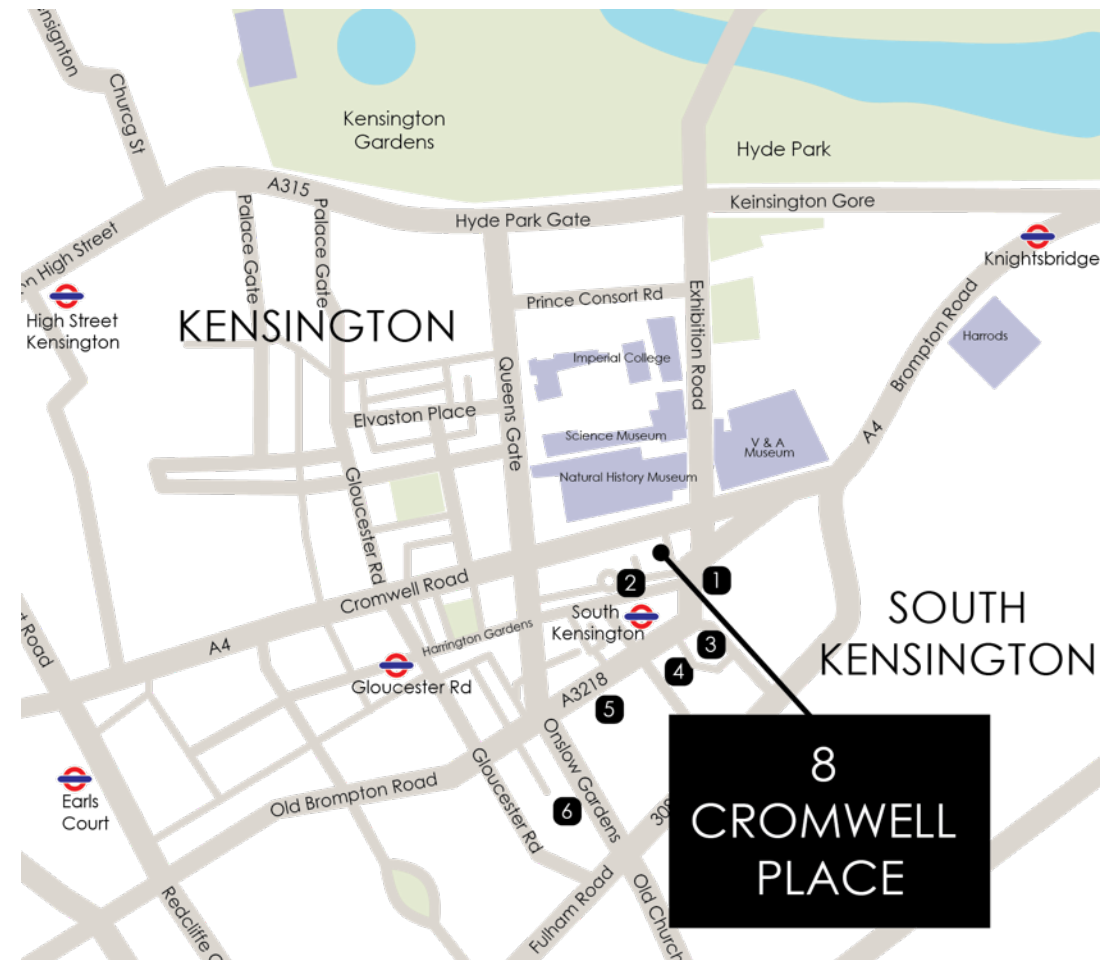 nsignton
Churcg St
Kensington
Gardens
Hyde Park
A315
Palace Gate
Palace Gate
Hyde Park Gate
Keinsington Gore
n High Street
High Street
Kensington
Knightsbridge
KENSINGTON
Prince Consort Rd
Exhibition Road
Imperial College
Harrods
Brompton Road
Queens Gate
Elvaston Place
Science Museum
V & A
Museum
A4
Natural History Museum
Gloucester Rd
Cromwell Road
1
2
South
Kensington
SOUTH
KENSINGTON
Harrington Gardens
3
4
A4
Gloucester Rd
A3218
5
t Road
Onslow Gardens
Earls
Court
Old Brompton Road
Gloucester Rd
6
308
8
CROMWELL
PLACE
Redcliffe
Fulham Road
Old Church